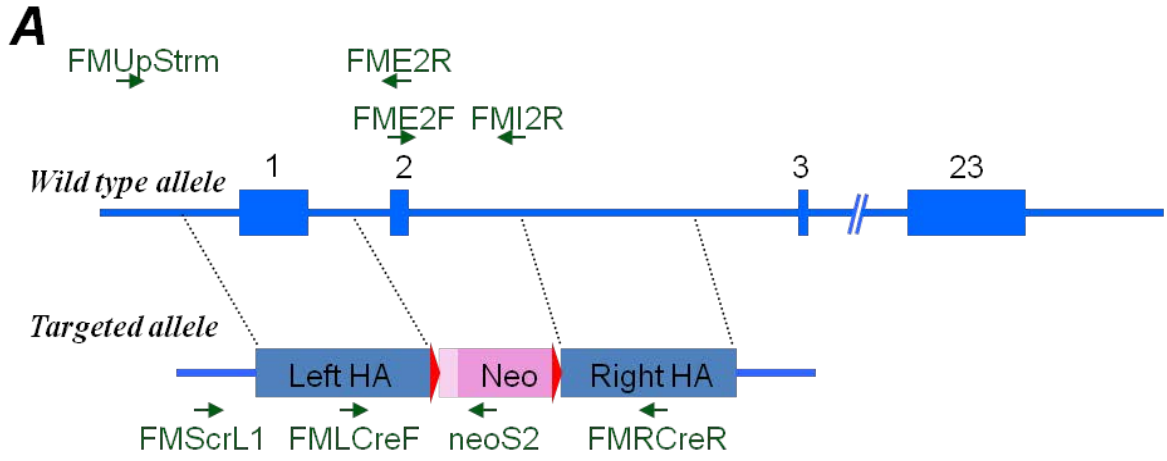 A
FMUpStrm FME2R
FME2F FMI2R
1 2 3 23
Wild type allele
Targeted allele
Left HA Neo Right HA
FMScrL1 FMLCreF neoS2 FMRCreR